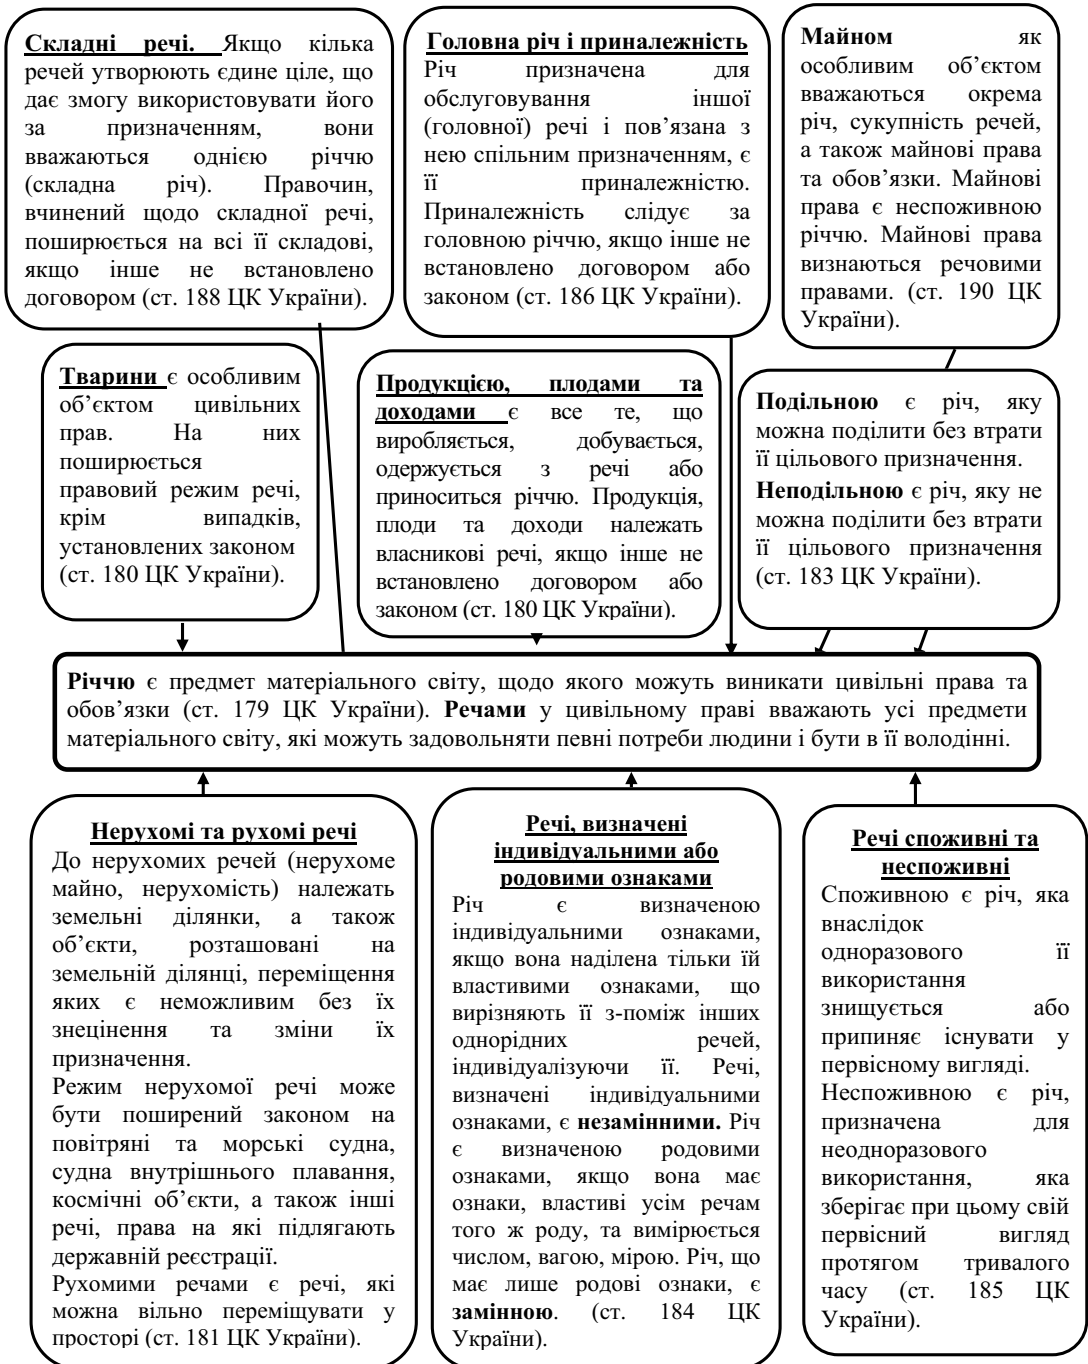 Складні речі. Якщо кілька
речей утворюють єдине ціле, що
дає змогу використовувати його
за призначенням, вони
вважаються однією річчю
(складна річ). Правочин,
вчинений щодо складної речі,
поширюється на всі її складові,
якщо інше не встановлено
договором (ст. 188 ЦК України).
Головна річ і приналежність
Річ призначена для
обслуговування іншої
(головної) речі і пов’язана з
нею спільним призначенням, є
її приналежністю.
Приналежність слідує за
головною річчю, якщо інше не
встановлено договором або
законом (ст. 186 ЦК України).
Майном як
особливим об’єктом
вважаються окрема
річ, сукупність речей,
а також майнові права
та обов’язки. Майнові
права є неспоживною
річчю. Майнові права
визнаються речовими
правами. (ст. 190 ЦК
України).
Тварини є особливим
об’єктом цивільних
прав. На них
поширюється
правовий режим речі,
крім випадків,
установлених законом
(ст. 180 ЦК України).
Продукцією, плодами та
доходами є все те, що
виробляється, добувається,
одержується з речі або
приноситься річчю. Продукція,
плоди та доходи належать
власникові речі, якщо інше не
встановлено договором або
законом (ст. 180 ЦК України).
Подільною є річ, яку
можна поділити без втрати
її цільового призначення.
Неподільною є річ, яку не
можна поділити без втрати
її цільового призначення
(ст. 183 ЦК України).
Річчю є предмет матеріального світу, щодо якого можуть виникати цивільні права та
обов’язки (ст. 179 ЦК України). Речами у цивільному праві вважають усі предмети
матеріального світу, які можуть задовольняти певні потреби людини і бути в її володінні.
Нерухомі та рухомі речі
До нерухомих речей (нерухоме
майно, нерухомість) належать
земельні ділянки, а також
об’єкти, розташовані на
земельній ділянці, переміщення
яких є неможливим без їх
знецінення та зміни їх
призначення.
Режим нерухомої речі може
бути поширений законом на
повітряні та морські судна,
судна внутрішнього плавання,
космічні об’єкти, а також інші
речі, права на які підлягають
державній реєстрації.
Рухомими речами є речі, які
можна вільно переміщувати у
просторі (ст. 181 ЦК України).
Речі, визначені
індивідуальними або
родовими ознаками
Річ є визначеною
індивідуальними ознаками,
якщо вона наділена тільки їй
властивими ознаками, що
вирізняють її з-поміж інших
однорідних речей,
індивідуалізуючи її. Речі,
визначені індивідуальними
ознаками, є незамінними. Річ
є визначеною родовими
ознаками, якщо вона має
ознаки, властиві усім речам
того ж роду, та вимірюється
числом, вагою, мірою. Річ, що
має лише родові ознаки, є
замінною. (ст. 184 ЦК
України).
Речі споживні та
неспоживні
Споживною є річ, яка
внаслідок
одноразового її
використання
знищується або
припиняє існувати у
первісному вигляді.
Неспоживною є річ,
призначена для
неодноразового
використання, яка
зберігає при цьому свій
первісний вигляд
протягом тривалого
часу (ст. 185 ЦК
України).